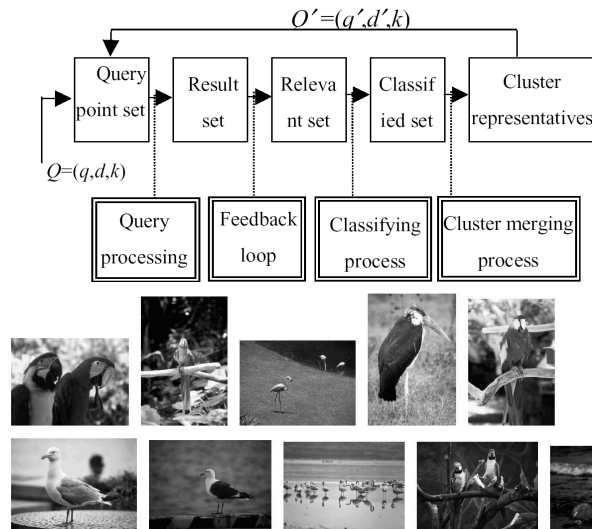 Q′=(q′,d′,k)
Query
point set
Result
set
Releva
nt set
Classif
ied set
Cluster
representatives
Q=(q,d,k)
Query
processing
Feedback
loop
Classifying
process
Cluster merging
process